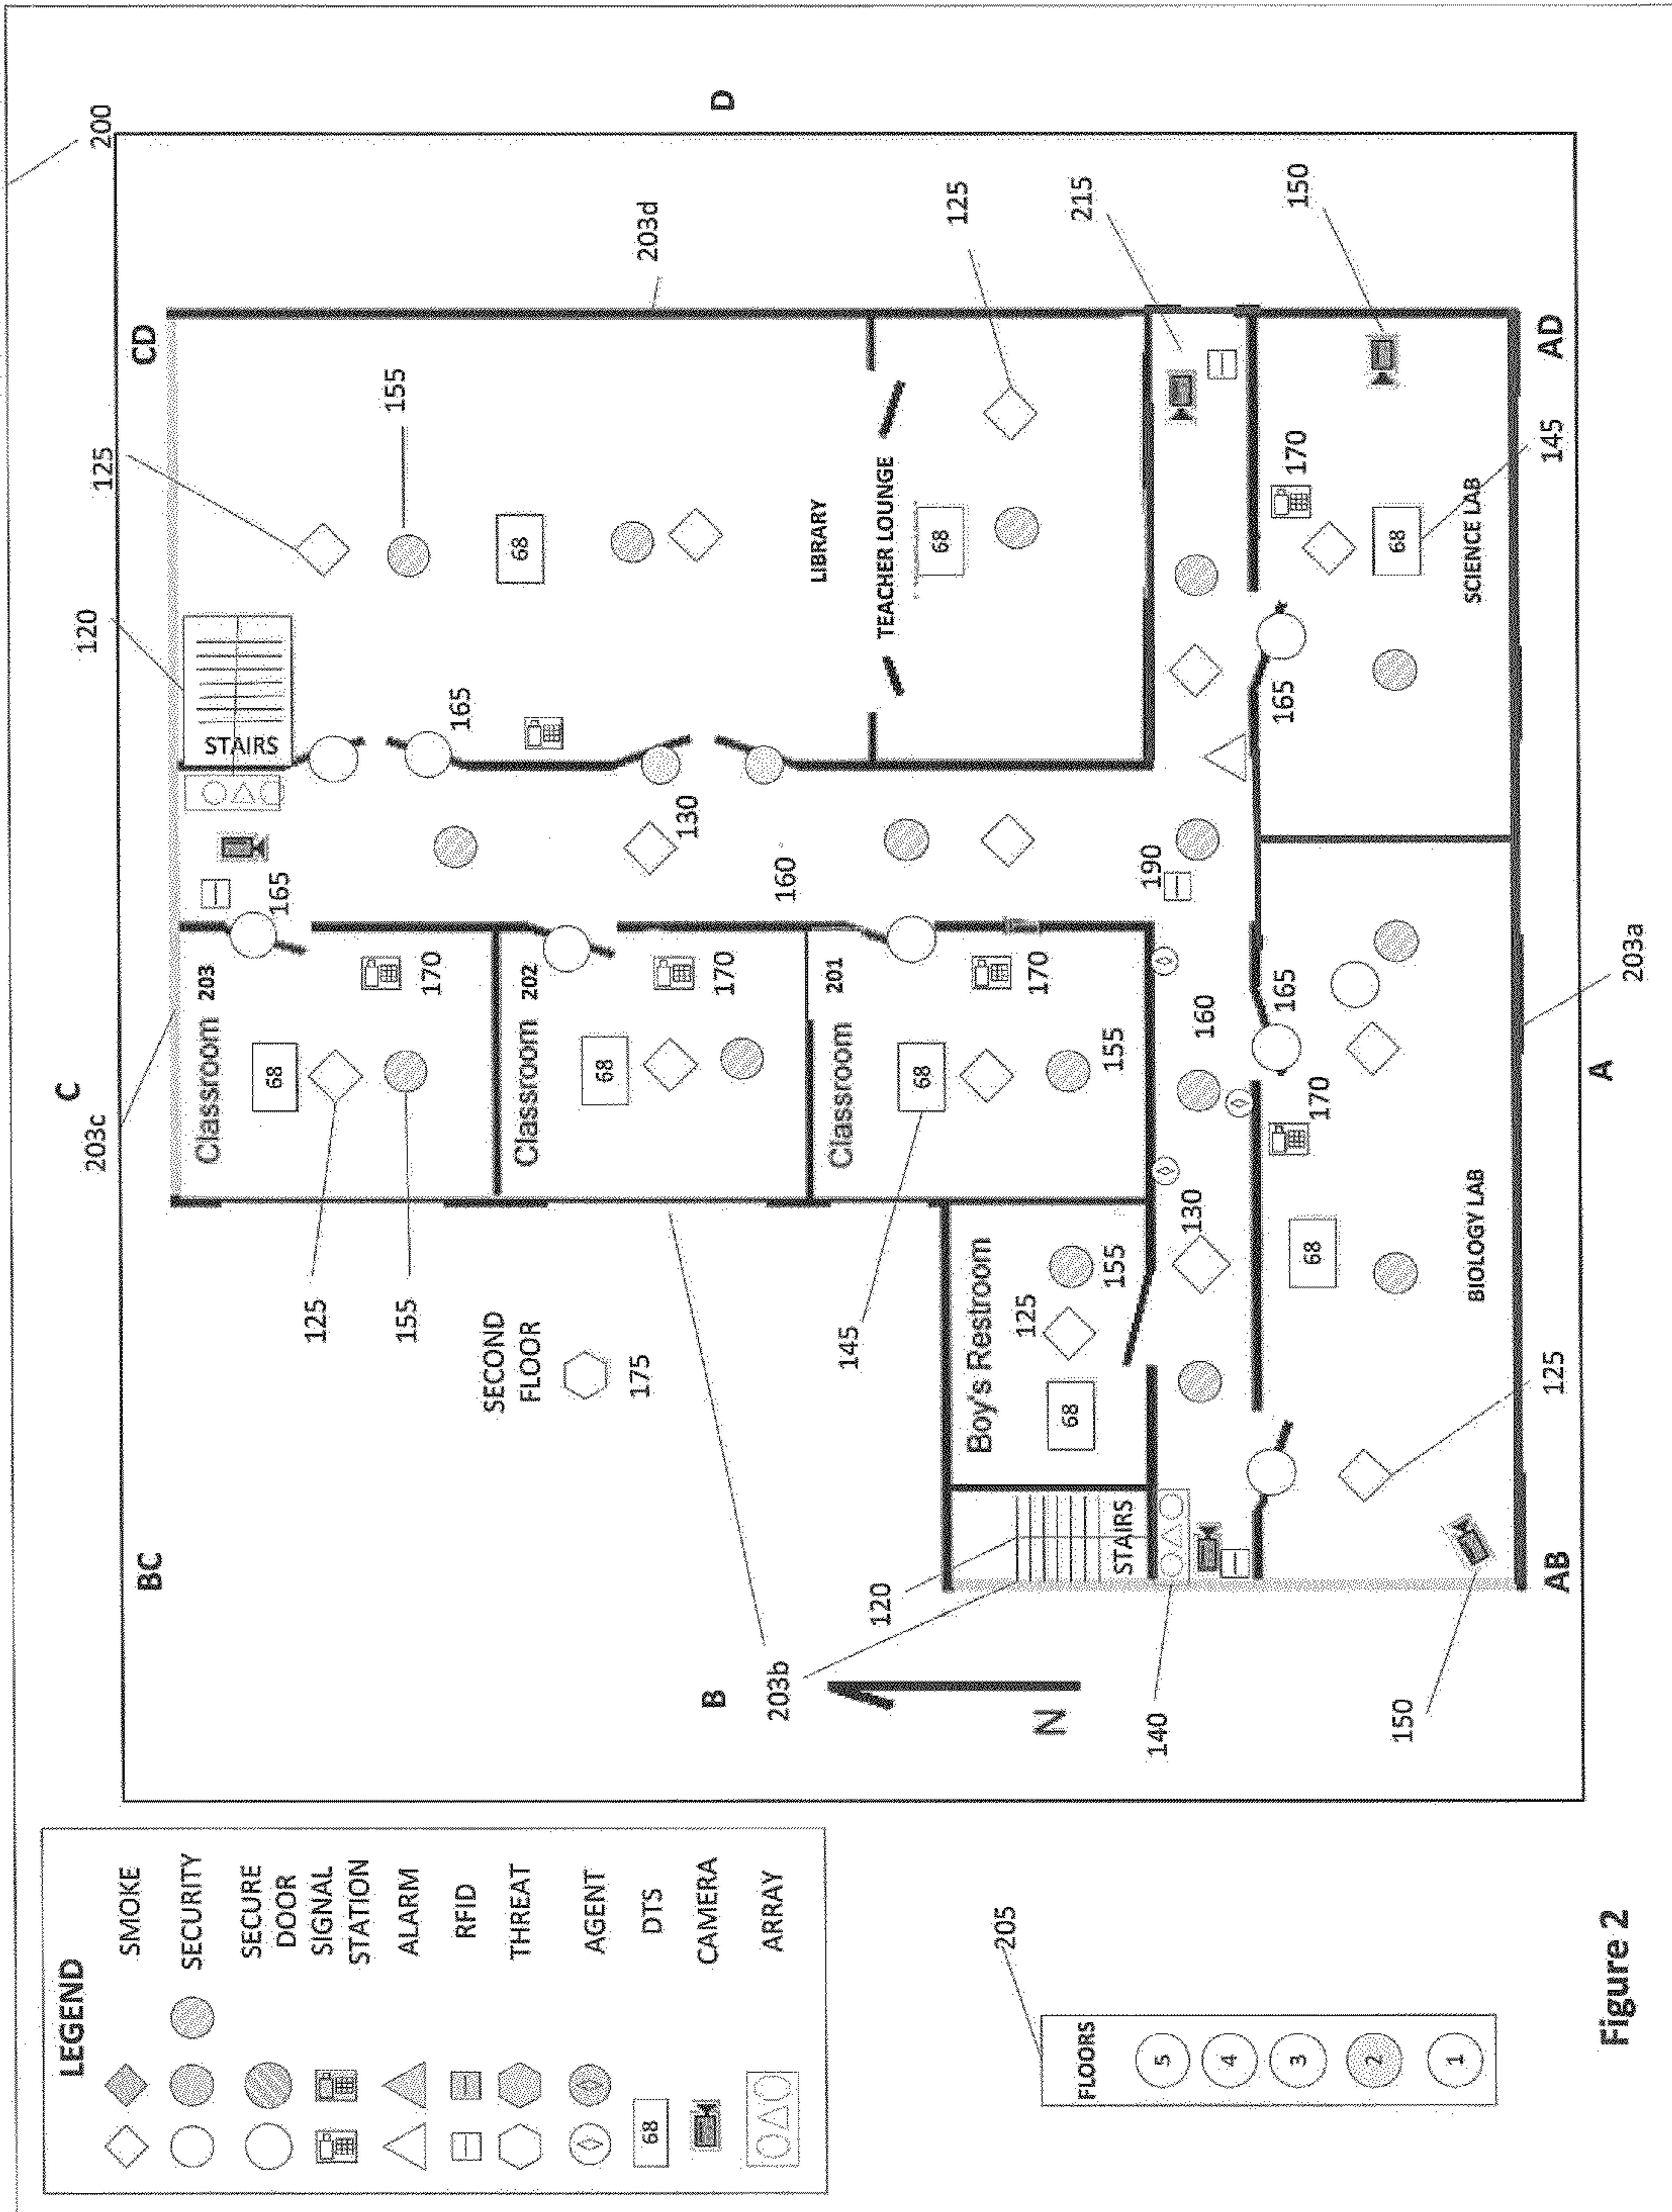 200
D
CD
203d
125
215
150
AD
155
125
120
STAIRS
165
68
LIBRARY
TEACHER LOUNGE
68
170
68
145
SCIENCE LAB
165
130
160
190
165
C
203c
Classroom 203
68
170
Classroom 202
68
170
Classroom 201
68
170
155
160
165
170
A
203a
125
155
SECOND
FLOOR
175
145
Boy's Restroom
125
155
68
130
68
BIOLOGY LAB
125
BC
120
STAIRS
AB
B
203b
N
140
150
LEGEND
SMOKE
SECURITY
SECURE
DOOR
SIGNAL
STATION
ALARM
RFID
THREAT
AGENT
68 DTS
CAMERA
ARRAY
205
FLOORS
5
4
3
2
1
Figure 2